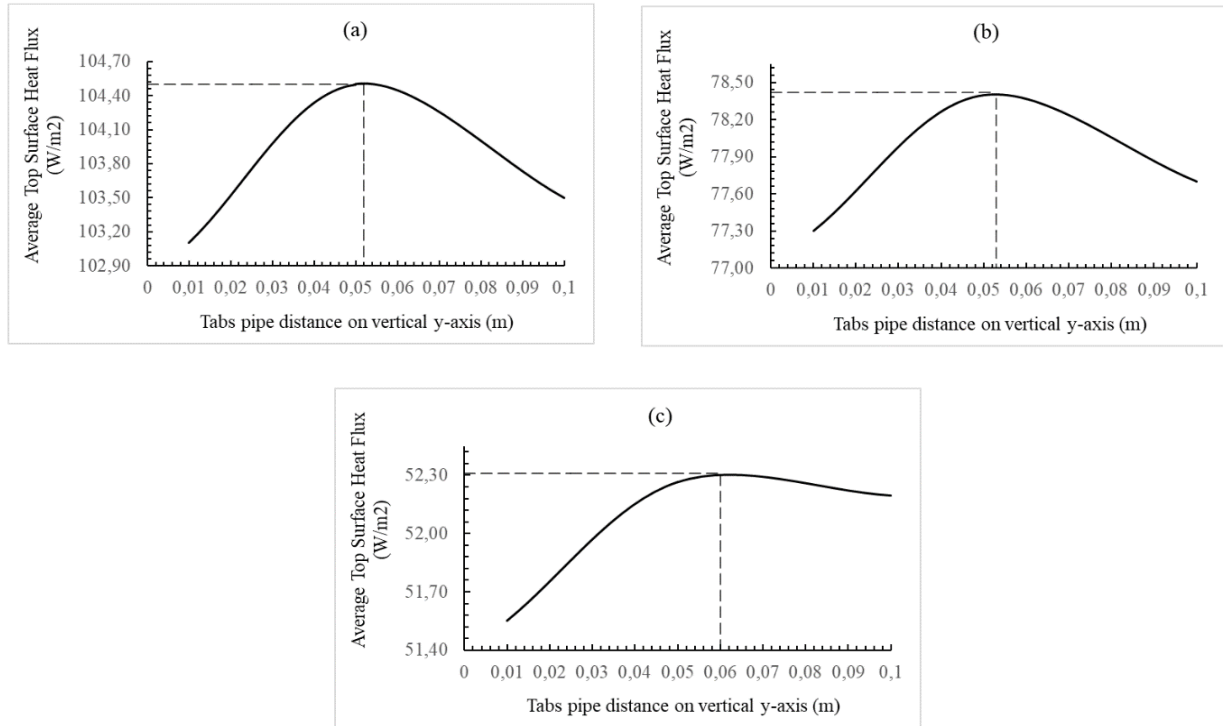 (a)
Average Top Surface Heat Flux
(W/m2)
104,70
104,40
104,10
103,80
103,50
103,20
102,90
0 0,01 0,02 0,03 0,04 0,05 0,06 0,07 0,08 0,09 0,1
Tabs pipe distance on vertical y-axis (m)
(b)
Average Top Surface Heat Flux
(W/m2)
78,50
78,20
77,90
77,60
77,30
77,00
0 0,01 0,02 0,03 0,04 0,05 0,06 0,07 0,08 0,09 0,1
Tabs pipe distance on vertical y-axis (m)
(c)
Average Top Surface Heat Flux
(W/m2)
52,30
52,00
51,70
51,40
0 0,01 0,02 0,03 0,04 0,05 0,06 0,07 0,08 0,09 0,1
Tabs pipe distance on vertical y-axis (m)